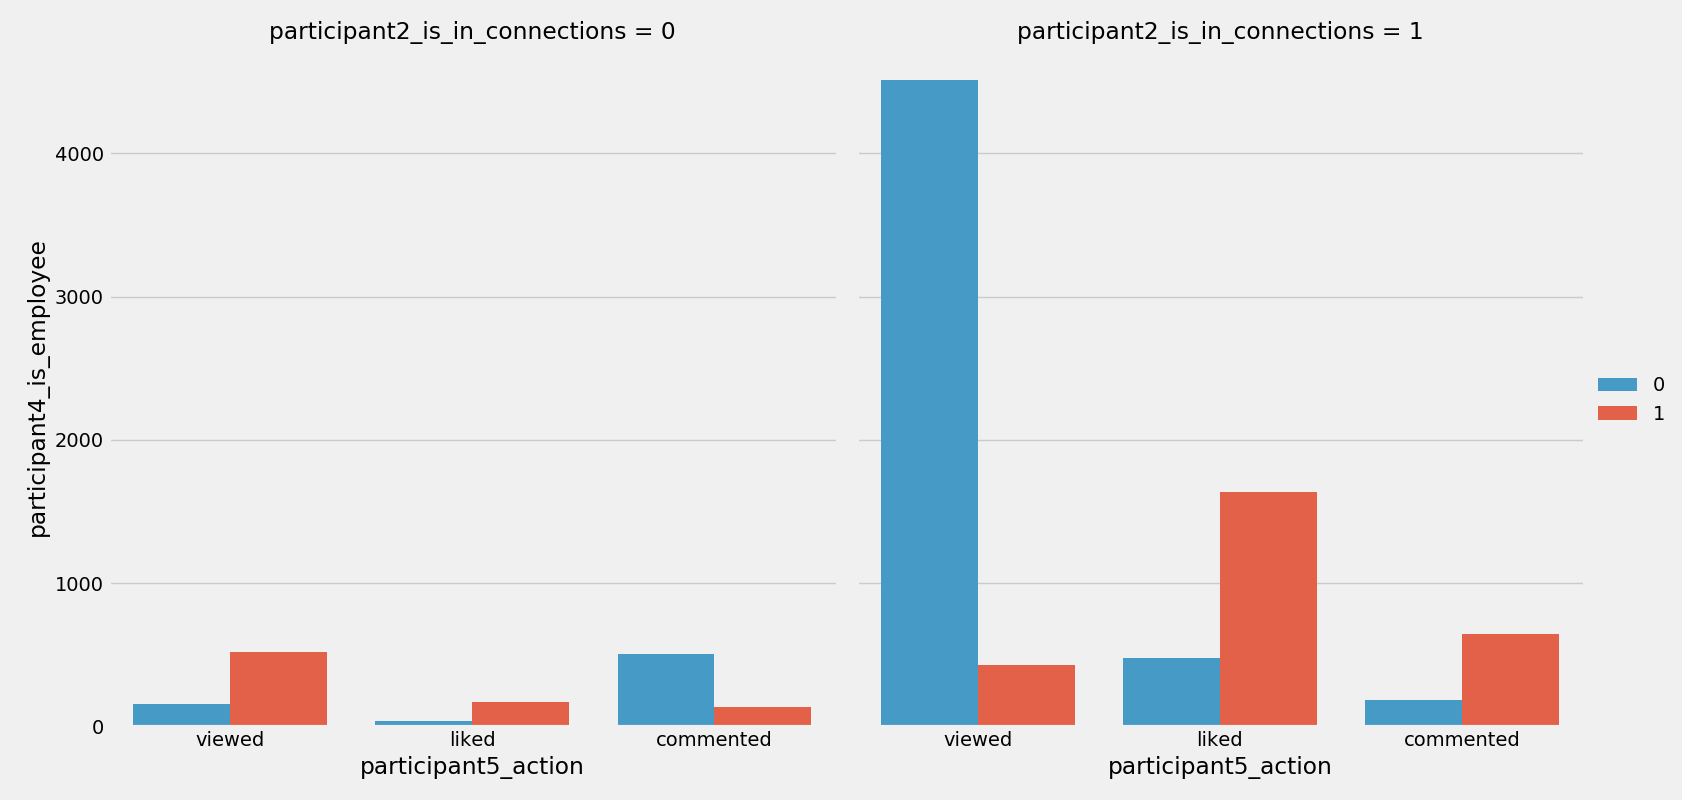 participant2_is_in_connections = 0
participant2_is_in_connections = 1
participant4_is_employee
4000
3000
2000
1000
0
viewed
liked
commented
participant5_action
viewed
liked
commented
participant5_action
0
1